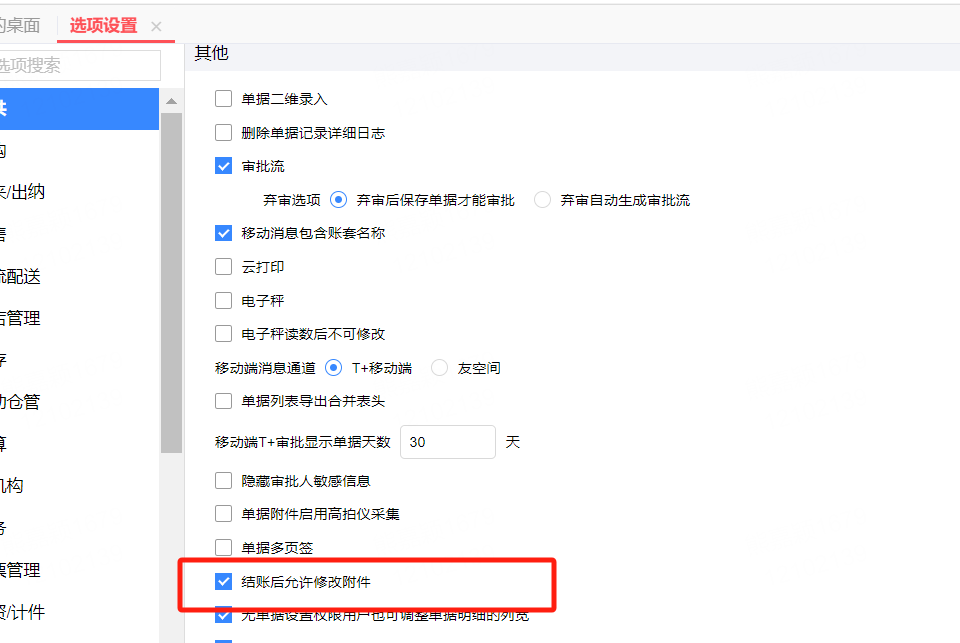 的桌面 选项设置
选项搜索
其他
单据二维录入
删除单据记录详细日志
审批流
来/出纳
弃审选项 弃审后保存单据才能审批 弃审自动生成审批流
移动消息包含账套名称
云打印
流配送
电子秤
店管理
电子秤读数后不可修改
移动端消息通道 T+移动端 友空间
单据列表导出合并表头
动仓管
移动端T+审批显示单据天数 30 天
隐藏审批人敏感信息
机构
单据附件启用高拍仪采集
单据多页签
票管理
结账后允许修改附件
资/计件
无单据设置权限用户也可调整单据明细的列宽